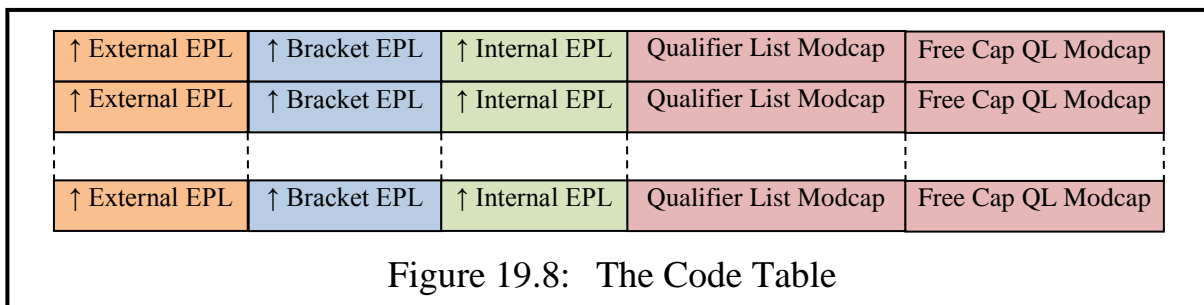 ↑ External EPL ↑ Bracket EPL ↑ Internal EPL Qualifier List Modcap Free Cap QL Modcap
↑ External EPL ↑ Bracket EPL ↑ Internal EPL Qualifier List Modcap Free Cap QL Modcap
↑ External EPL ↑ Bracket EPL ↑ Internal EPL Qualifier List Modcap Free Cap QL Modcap
Figure 19.8: The Code Table